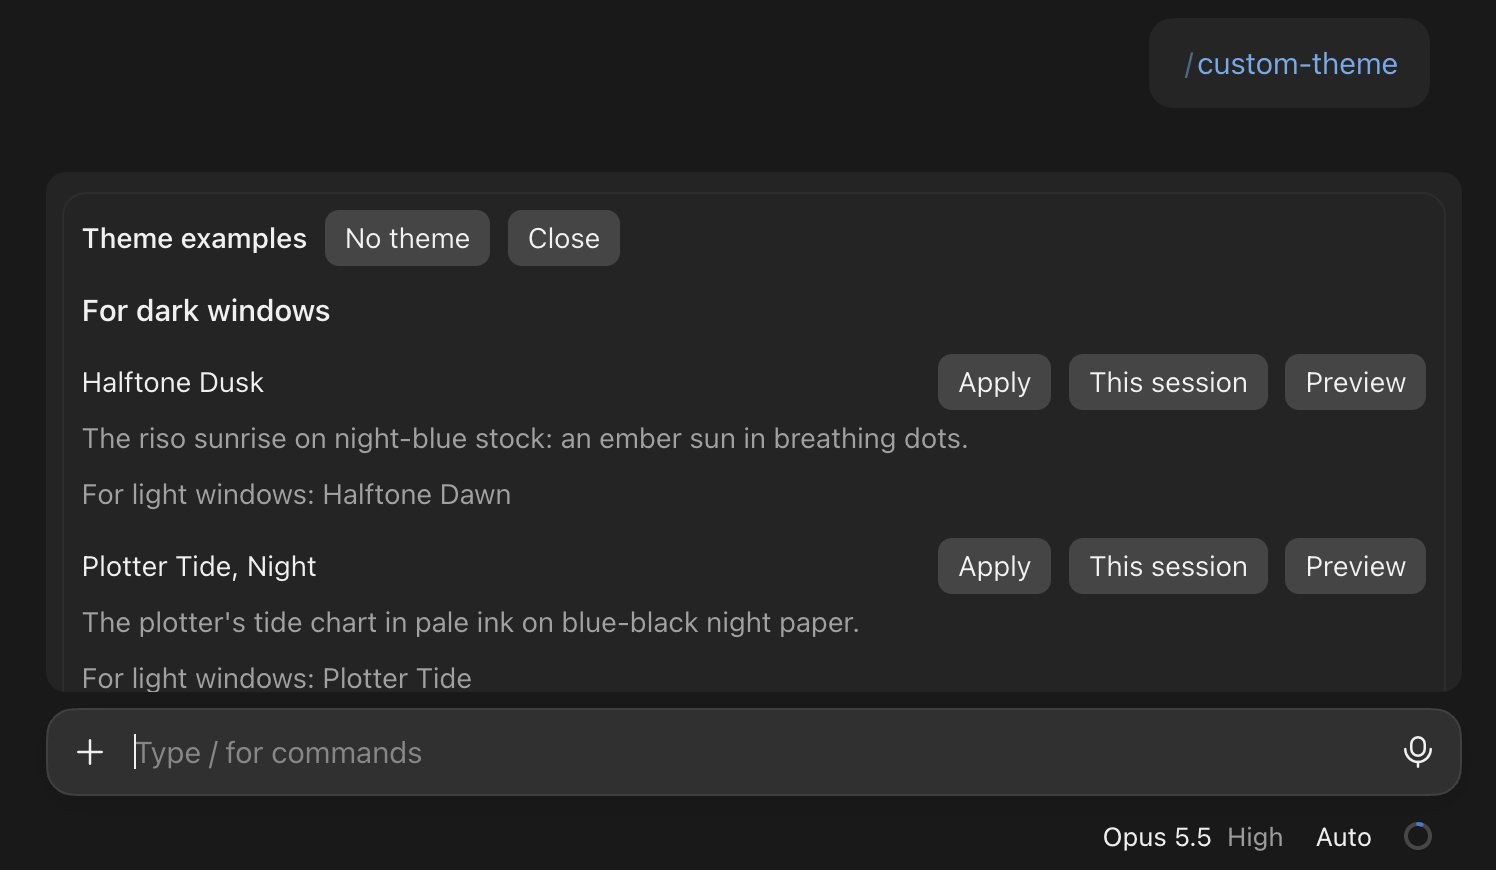 /custom-theme
Theme examples No theme Close
For dark windows
Halftone Dusk Apply This session Preview
The riso sunrise on night-blue stock: an ember sun in breathing dots.
For light windows: Halftone Dawn
Plotter Tide, Night Apply This session Preview
The plotter's tide chart in pale ink on blue-black night paper.
For light windows: Plotter Tide
Type / for commands
Opus 5.5 High Auto